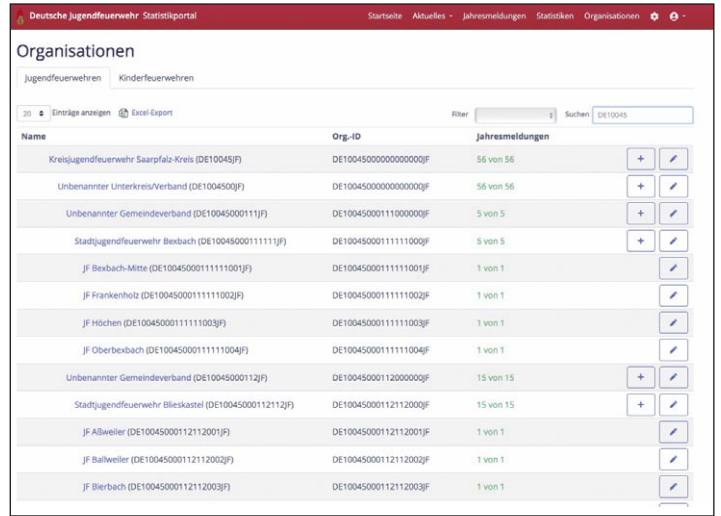 Deutsche Jugendfeuerwehr Statistikportal
Startseite Aktuelles Jahresmeldungen Statistiken Organisationen
Organisationen
Jugendfeuerwehren Kinderfeuerwehren
20 Einträge anzeigen Excel-Export Filter Suchen DE10045
Name Org.-ID Jahresmeldungen
Kreisjugendfeuerwehr Saarpfalz-Kreis (DE10045JF) DE10045000000000000JF 56 von 56
Unbenannter Unterkreis/Verband (DE1004500JF) DE10045000000000000JF 56 von 56
Unbenannter Gemeindeverband (DE10045000111JF) DE10045000111000000JF 5 von 5
Stadtjugendfeuerwehr Bexbach (DE10045000111111JF) DE10045000111111000JF 5 von 5
JF Bexbach-Mitte (DE10045000111111001JF) DE10045000111111001JF 1 von 1
JF Frankenholz (DE10045000111111002JF) DE10045000111111002JF 1 von 1
JF Höchen (DE10045000111111003JF) DE10045000111111003JF 1 von 1
JF Oberbexbach (DE10045000111111004JF) DE10045000111111004JF 1 von 1
Unbenannter Gemeindeverband (DE10045000112JF) DE10045000112000000JF 15 von 15
Stadtjugendfeuerwehr Blieskastel (DE10045000112112JF) DE10045000112112000JF 15 von 15
JF Aßweiler (DE10045000112112001JF) DE10045000112112001JF 1 von 1
JF Ballweiler (DE10045000112112002JF) DE10045000112112002JF 1 von 1
JF Bierbach (DE10045000112112003JF) DE10045000112112003JF 1 von 1